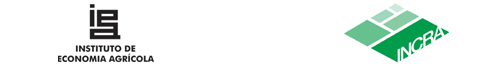 iea
INSTITUTO DE
ECONOMIA AGRÍCOLA
INCRA